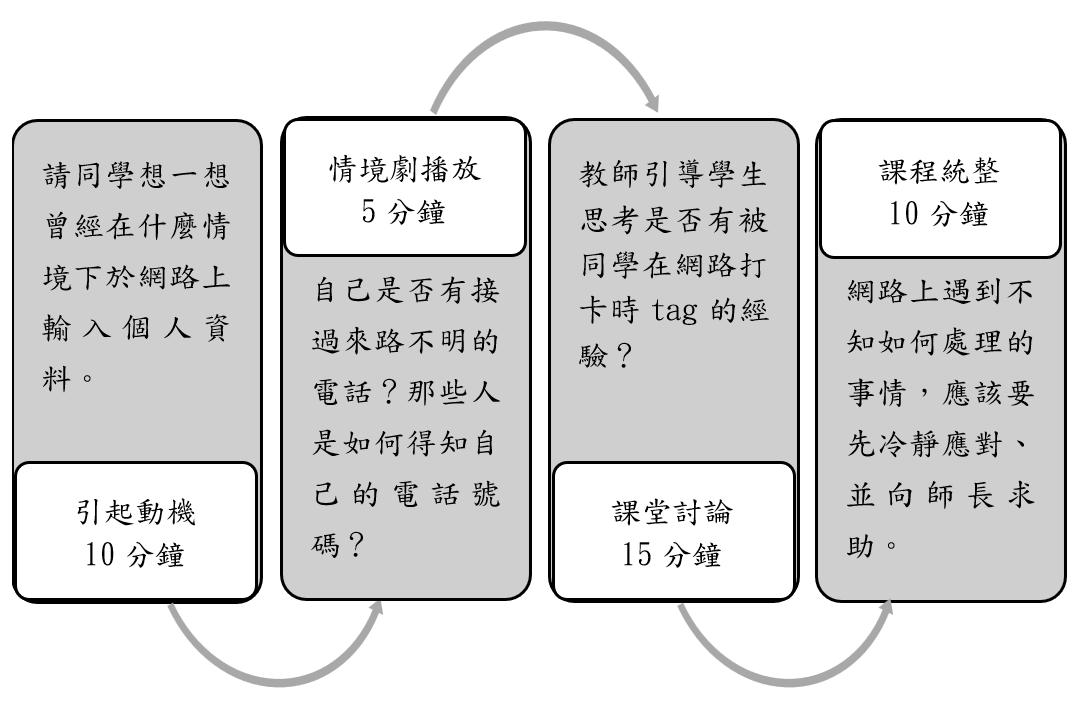 請同學想一想
曾經在什麼情
境下於網路上
輸入個人資
料。
引起動機
10 分鐘
情境劇播放
5 分鐘
自己是否有接
過來路不明的
電話？那些人
是如何得知自
己的電話號
碼？
教師引導學生
思考是否有被
同學在網路打
卡時 tag 的經
驗？
課堂討論
15 分鐘
課程統整
10 分鐘
網路上遇到不
知如何處理的
事情，應該要
先冷靜應對、
並向師長求
助。